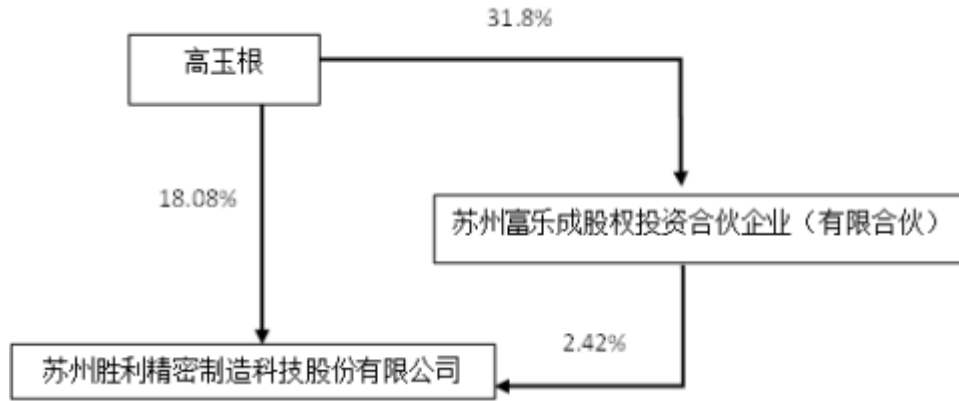 31.8%
高玉根
18.08%
苏州富乐成股权投资合伙企业（有限合伙）
2.42%
苏州胜利精密制造科技股份有限公司